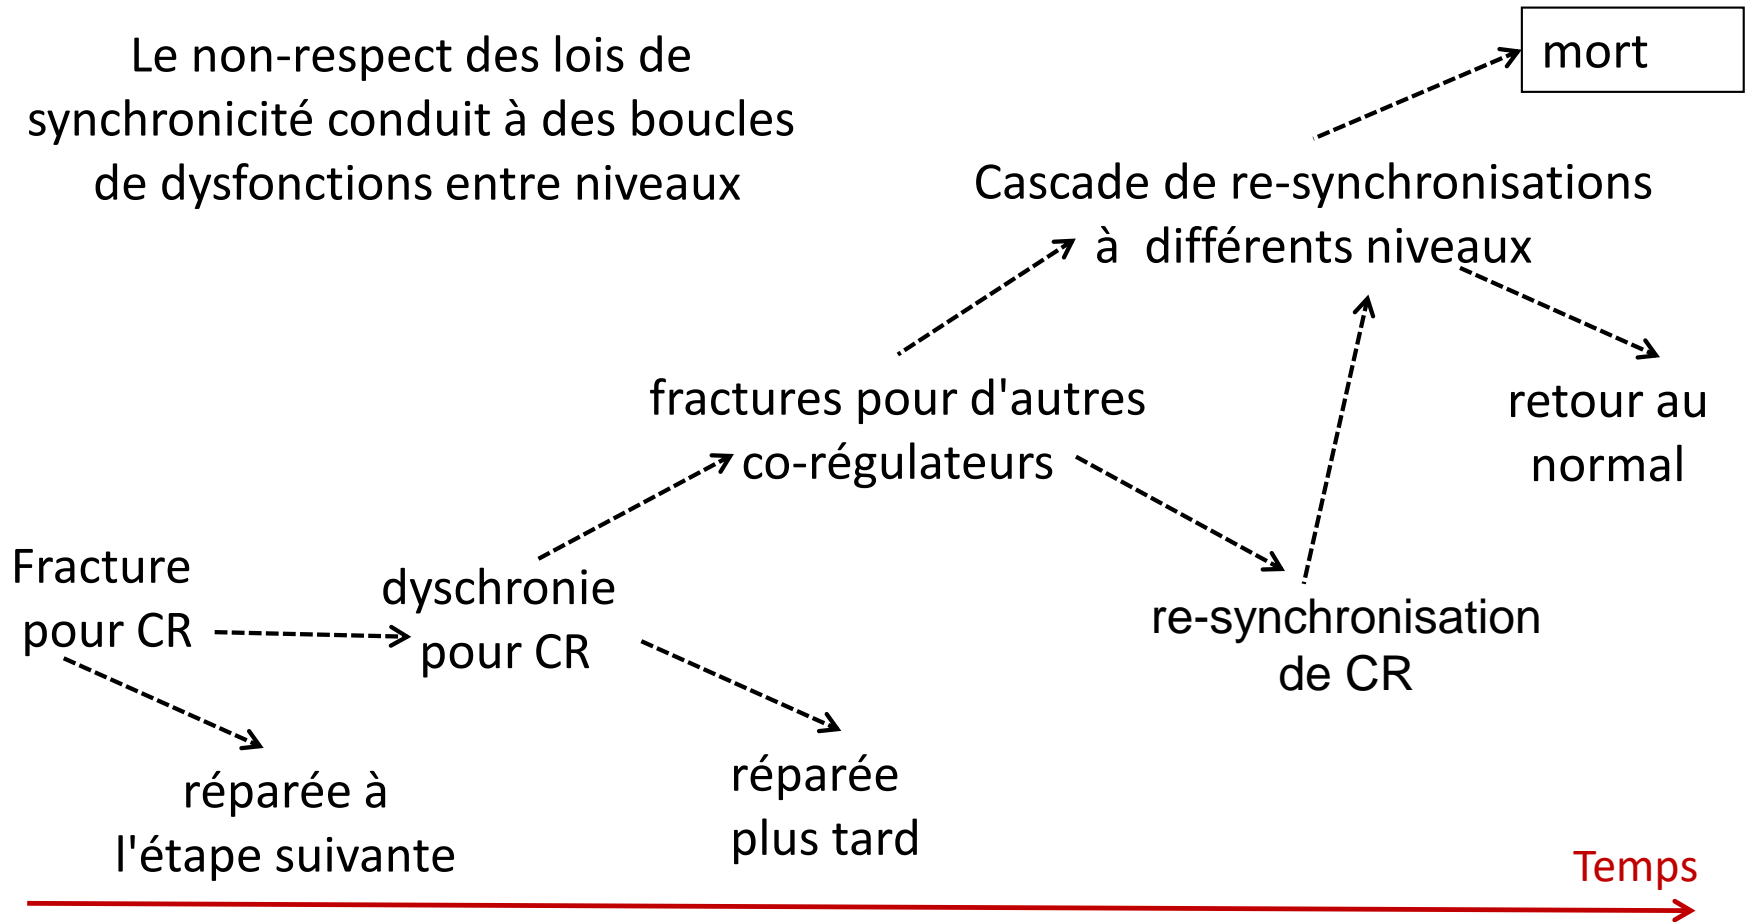 Le non-respect des lois de
synchronicité conduit à des boucles
de dysfonctions entre niveaux
mort
Cascade de re-synchronisations
à différents niveaux
fractures pour d'autres
co-régulateurs
retour au
normal
Fracture
pour CR
dyschronie
pour CR
re-synchronisation
de CR
réparée à
l'étape suivante
réparée
plus tard
Temps